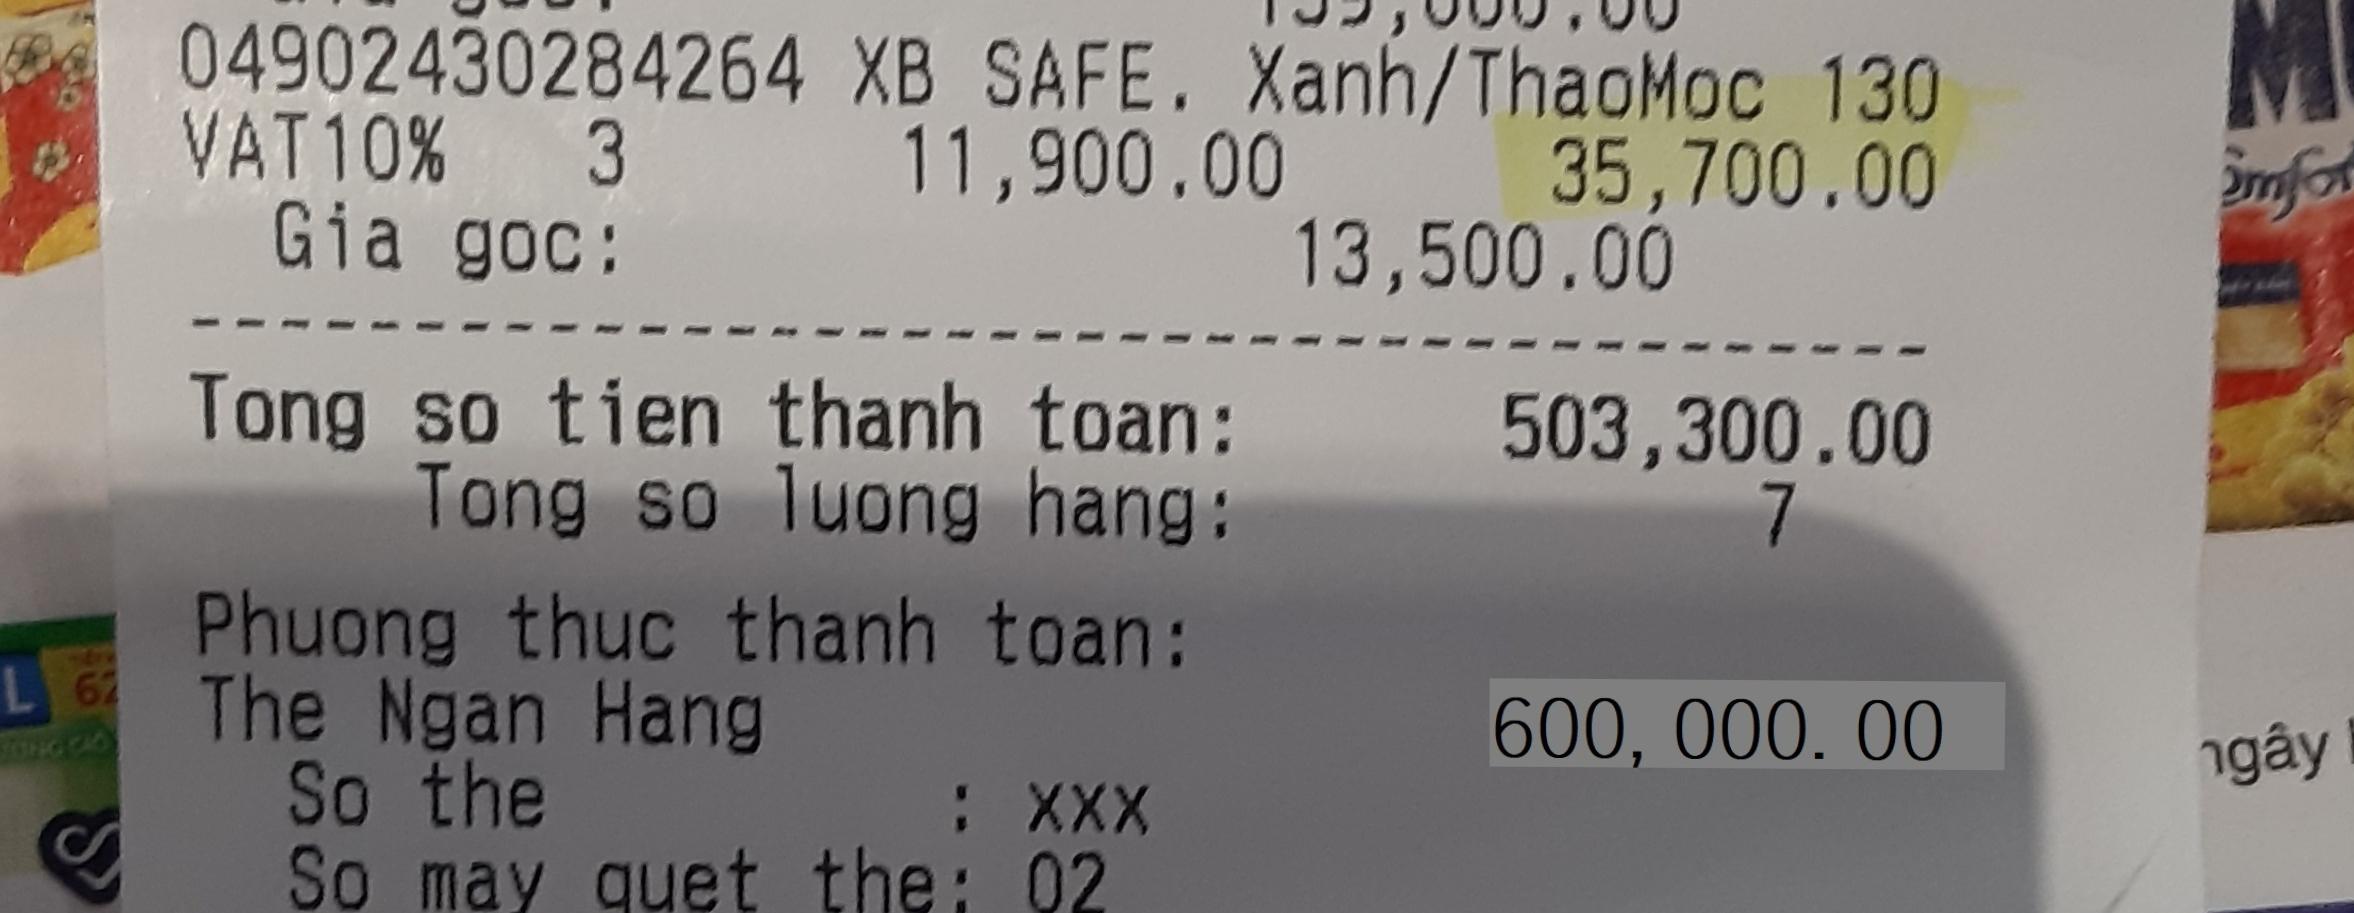 04902430284264 XB SAFE. Xanh/ThaoMoc 130
VAT10% 3 11,900.00 35,700.00
Gia goc: 13,500.00
Tong so tien thanh toan: 503,300.00
Tong so luong hang: 7
Phuong thuc thanh toan:
The Ngan Hang 600,000.00
So the : xxx
So may quet the: 02
L 62
ngây